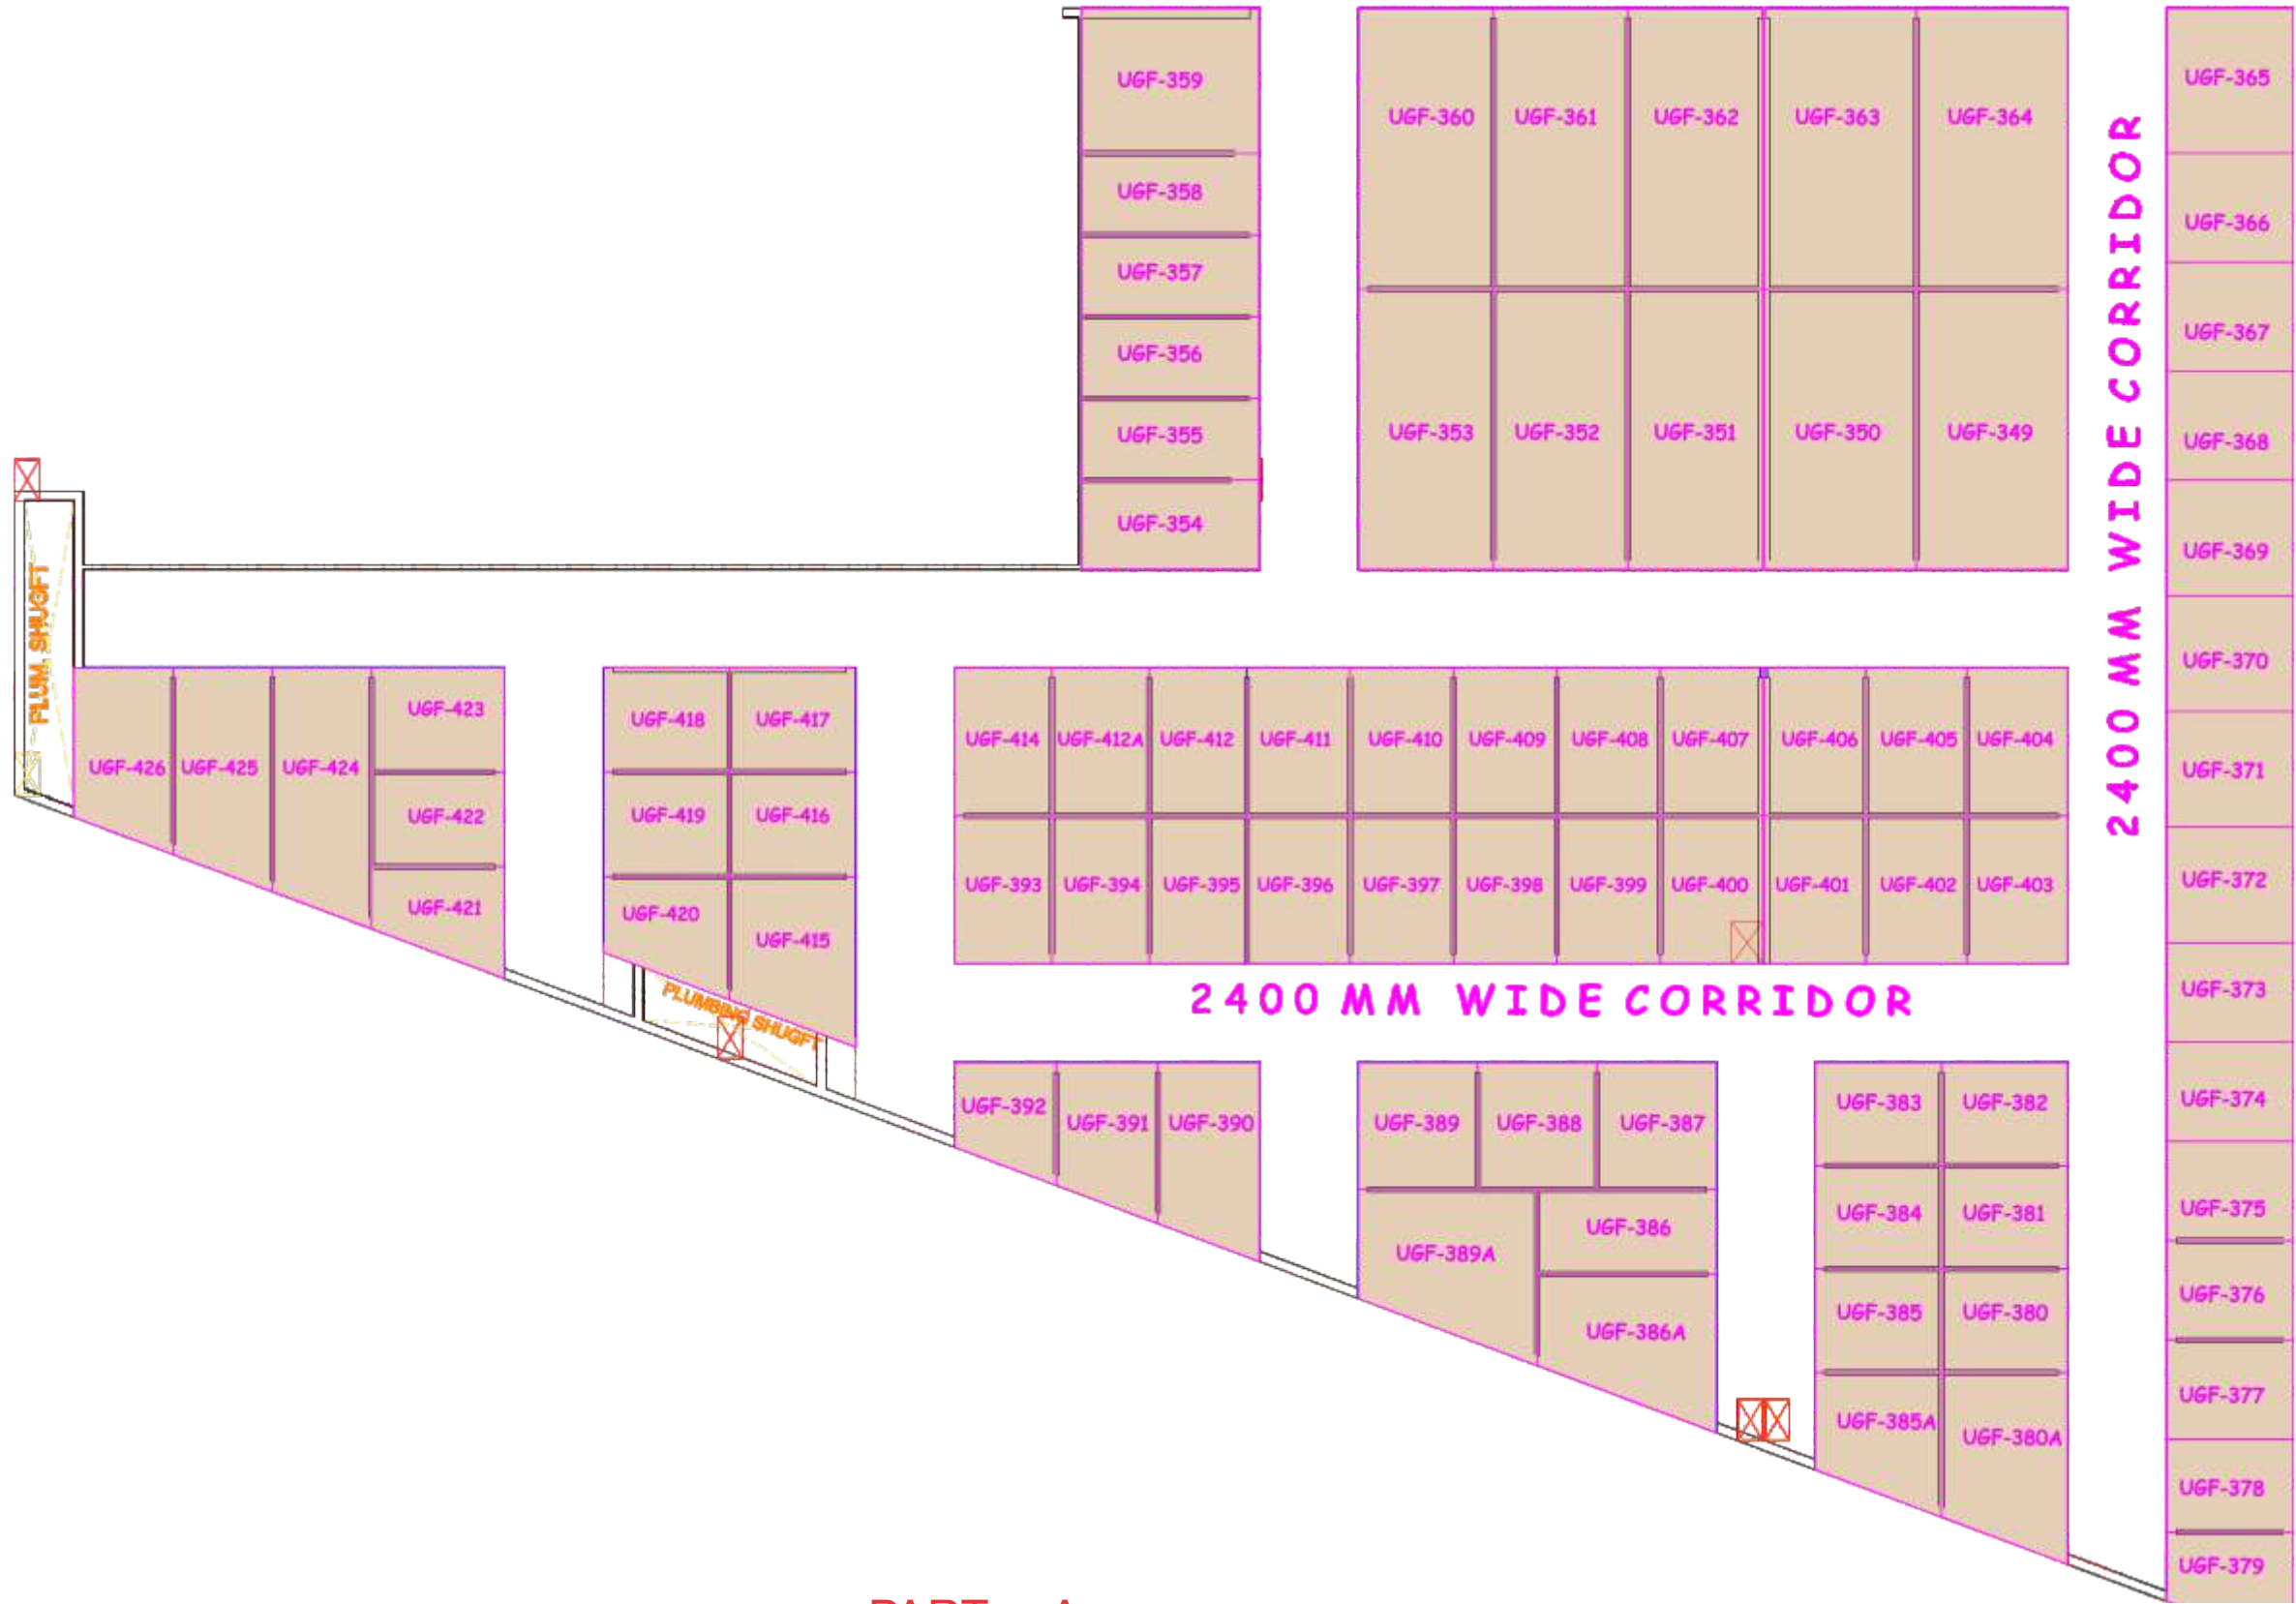 UGF-359
UGF-358
UGF-357
UGF-356
UGF-355
UGF-354
UGF-360 UGF-361 UGF-362 UGF-363 UGF-364
UGF-353 UGF-352 UGF-351 UGF-350 UGF-349
2400 MM WIDE CORRIDOR
UGF-365
UGF-366
UGF-367
UGF-368
UGF-369
UGF-370
UGF-371
UGF-372
UGF-373
UGF-374
UGF-375
UGF-376
UGF-377
UGF-378
UGF-379
PLUM. SHUGFT
UGF-426 UGF-425 UGF-424
UGF-423
UGF-422
UGF-421
UGF-418 UGF-417
UGF-419 UGF-416
UGF-420 UGF-415
PLUMBING SHUGFT
UGF-414 UGF-412A UGF-412 UGF-411 UGF-410 UGF-409 UGF-408 UGF-407 UGF-406 UGF-405 UGF-404
UGF-393 UGF-394 UGF-395 UGF-396 UGF-397 UGF-398 UGF-399 UGF-400 UGF-401 UGF-402 UGF-403
2400 MM WIDE CORRIDOR
UGF-392 UGF-391 UGF-390
UGF-389 UGF-388 UGF-387
UGF-389A UGF-386
UGF-386A
UGF-383 UGF-382
UGF-384 UGF-381
UGF-385 UGF-380
UGF-385A UGF-380A